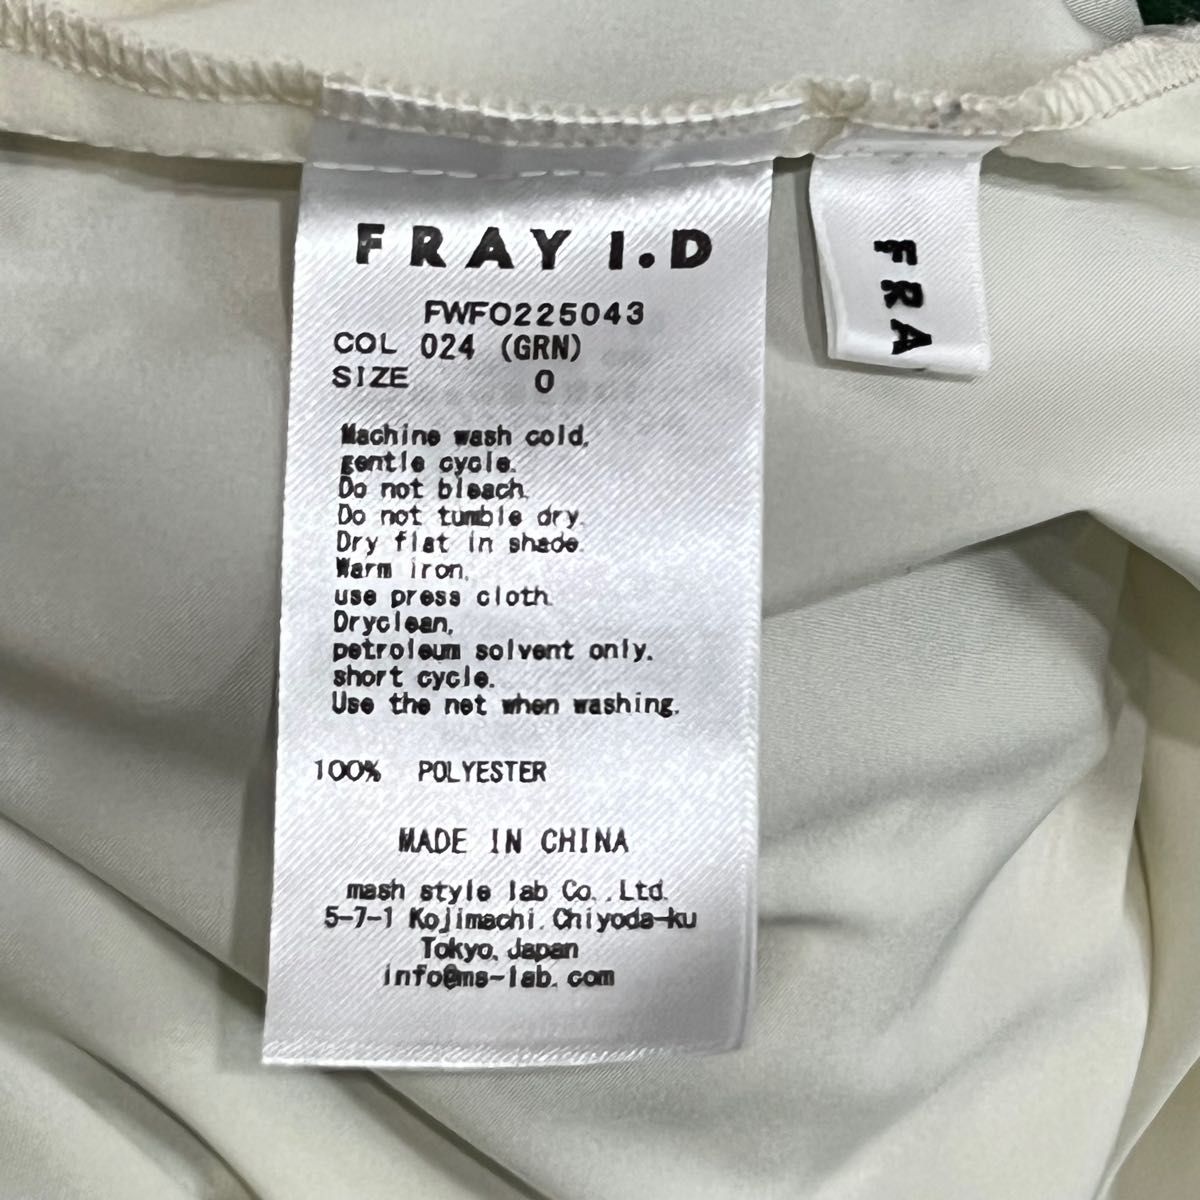 FRAY I.D
FWFO225043
COL 024 (GRN)
SIZE 0
Machine wash cold,
gentle cycle.
Do not bleach.
Do not tumble dry.
Dry flat in shade.
Warm iron,
use press cloth.
Dryclean,
petroleum solvent only.
short cycle.
Use the net when washing.
100% POLYESTER
MADE IN CHINA
mash style lab Co.,Ltd.
5-7-1 Kojimachi.Chiyoda-ku
Tokyo, Japan
info@ms-lab.com
FRA